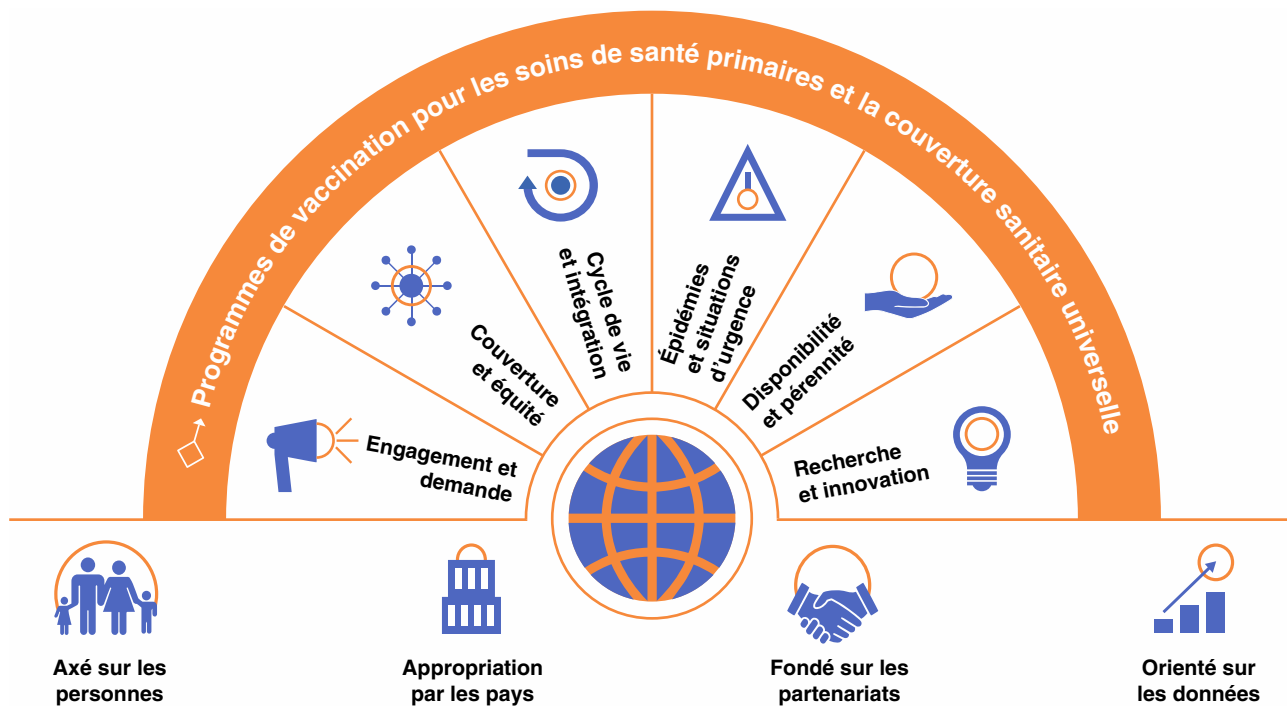 Programmes de vaccination pour les soins de santé primaires et la couverture sanitaire universelle
Engagement et
demande
Couverture
et équité
Cycle de vie
et intégration
Épidémies
et situations
d’urgence
Disponibilité
et pérennité
Recherche
et innovation
Axé sur les
personnes
Appropriation
par les pays
Fondé sur les
partenariats
Orienté sur
les données